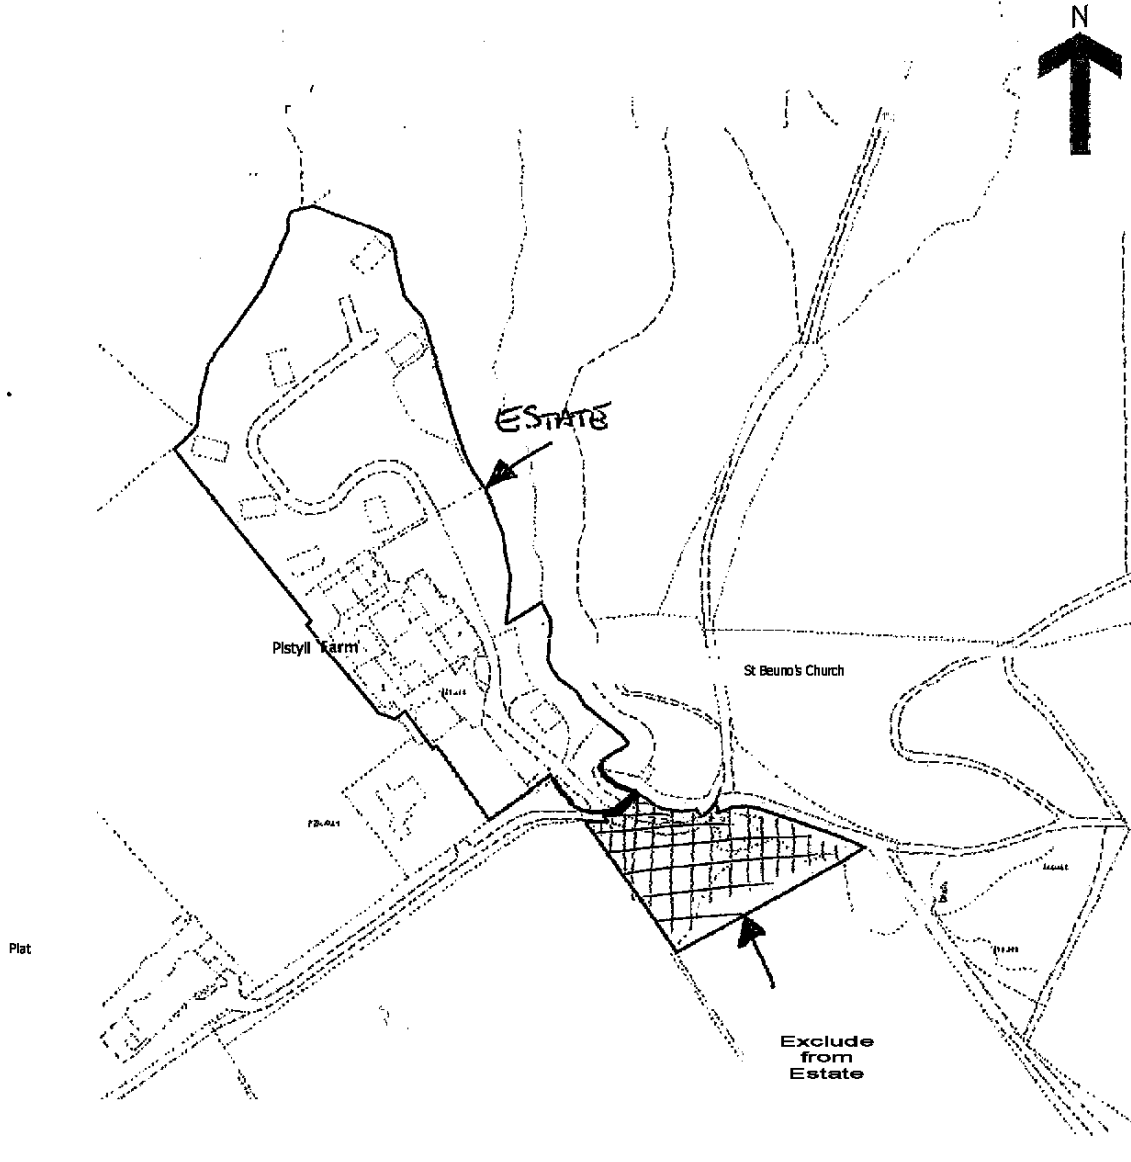 N
ESTATE
Pistyll Farm
St Beuno's Church
Plat
Exclude
from
Estate